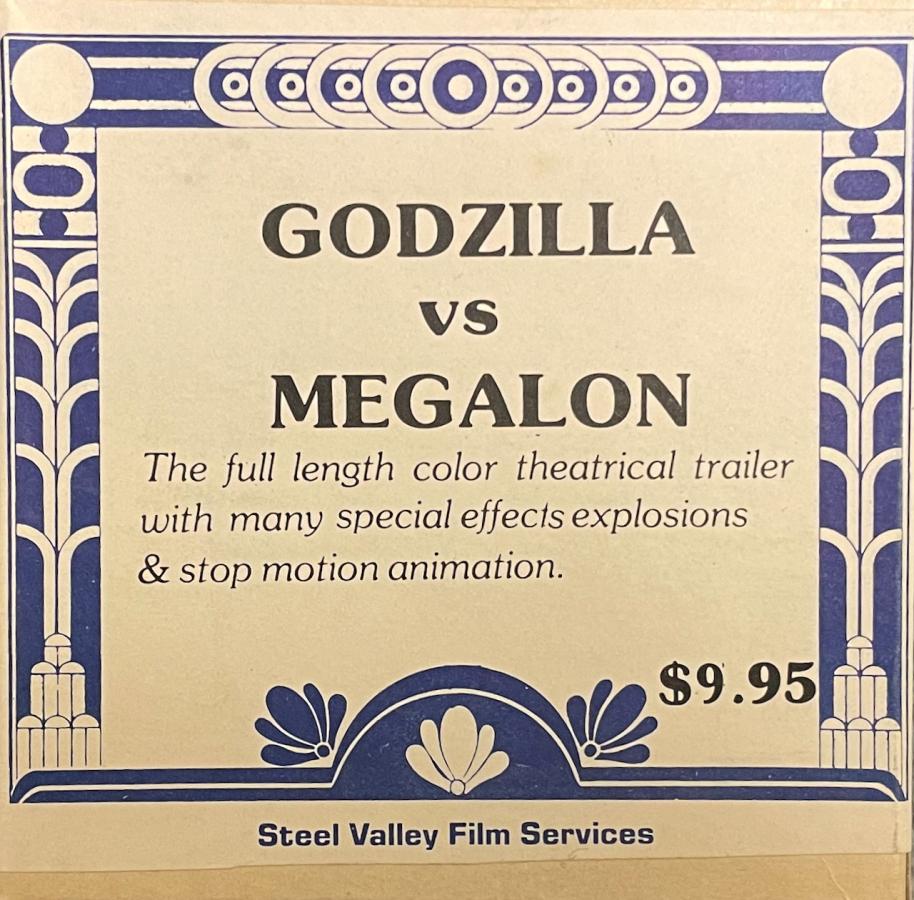 GODZILLA
vs
MEGALON
The full length color theatrical trailer
with many special effects explosions
& stop motion animation.
$9.95
Steel Valley Film Services